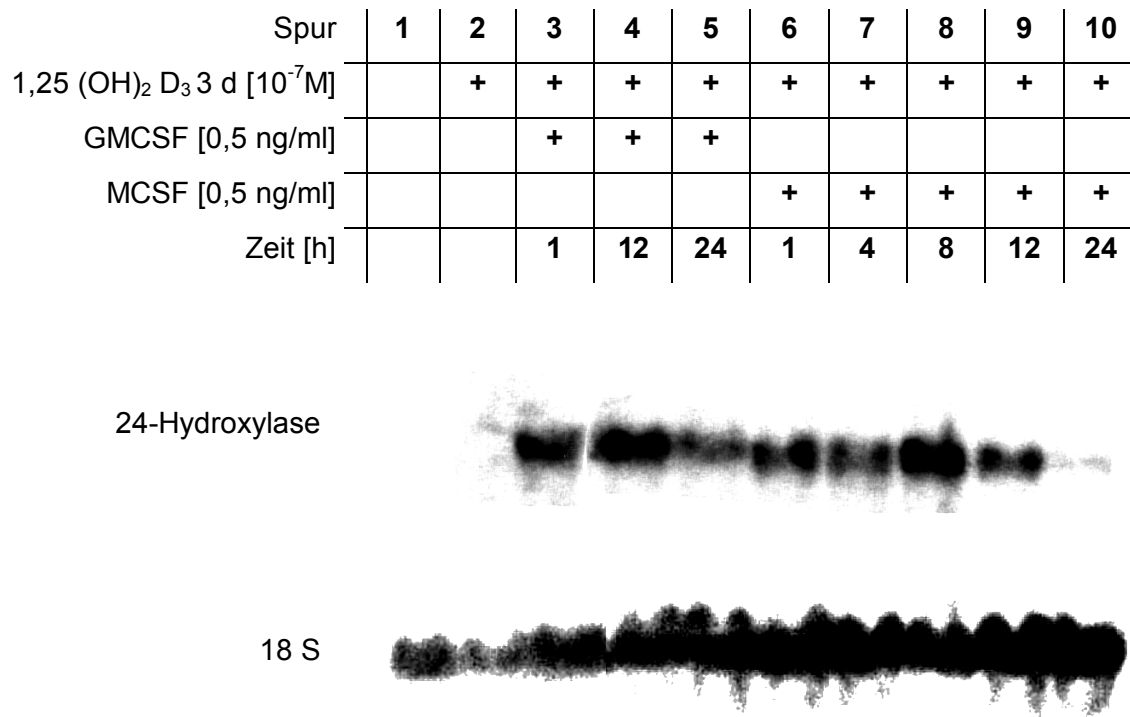 Spur 1 2 3 4 5 6 7 8 9 10
1,25 (OH)₂ D₃ 3 d [10⁻⁷M] + + + + + + + + +
GMCSF [0,5 ng/ml] + + +
MCSF [0,5 ng/ml] + + + + +
Zeit [h] 1 12 24 1 4 8 12 24
24-Hydroxylase
18 S